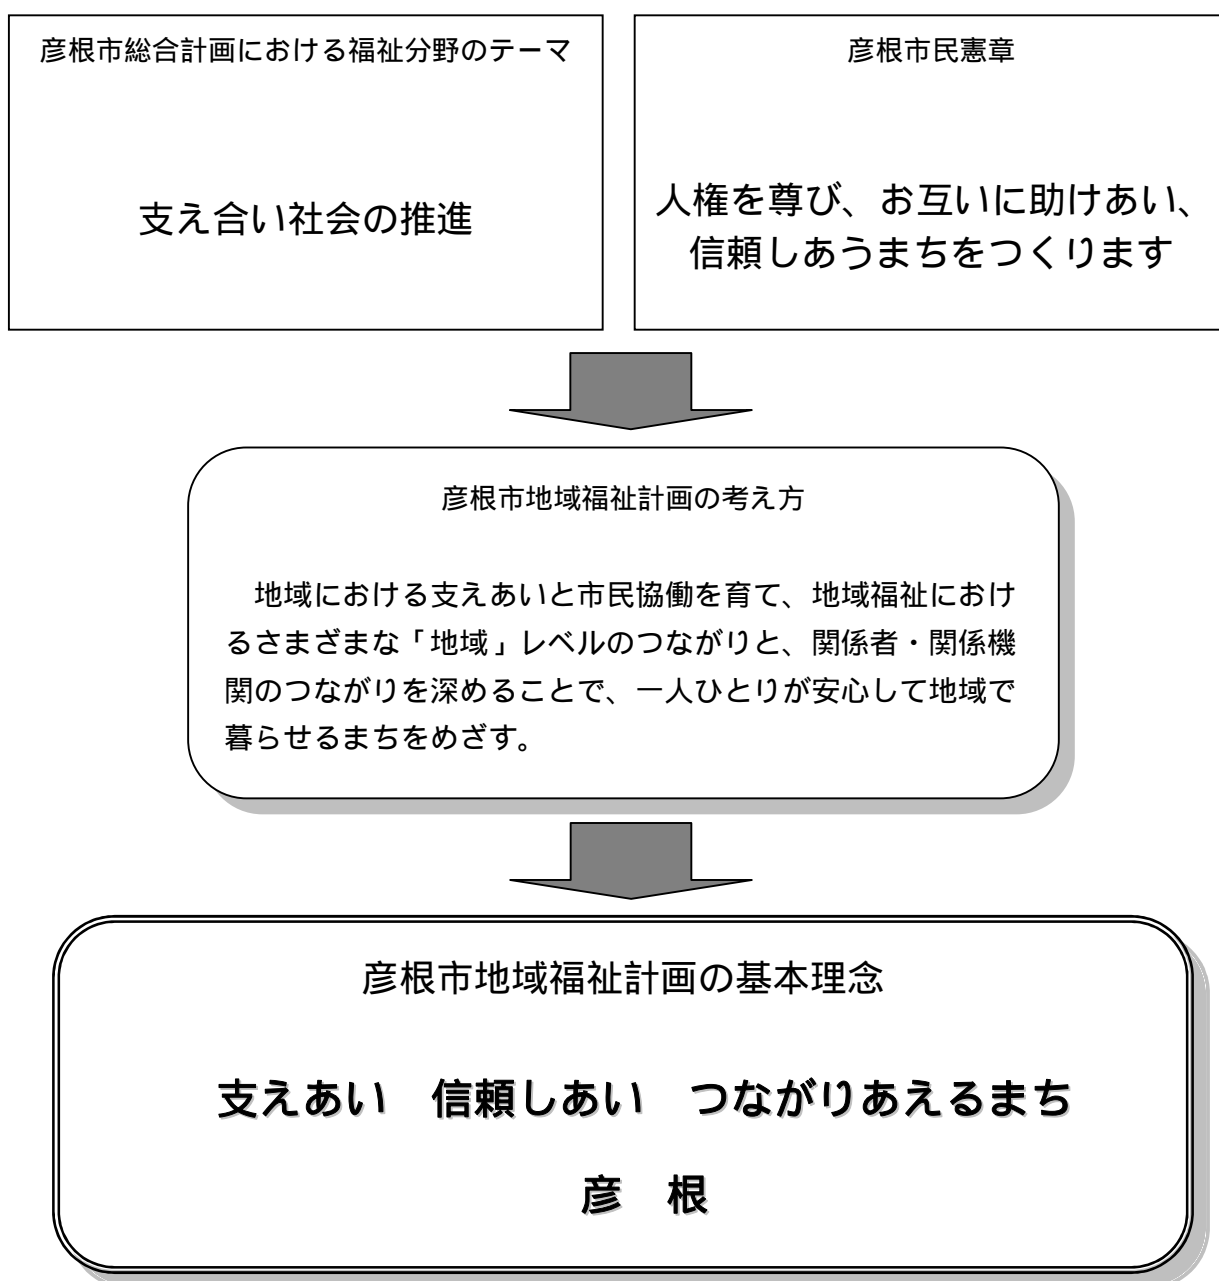 彦根市総合計画における福祉分野のテーマ
支え合い社会の推進
彦根市民憲章
人権を尊び、お互いに助けあい、
信頼しあうまちをつくります
彦根市地域福祉計画の考え方
地域における支えあいと市民協働を育て、地域福祉におけ
るさまざまな「地域」レベルのつながりと、関係者・関係機
関のつながりを深めることで、一人ひとりが安心して地域で
暮らせるまちをめざす。
彦根市地域福祉計画の基本理念
支えあい　信頼しあい　つながりあえるまち
彦　根